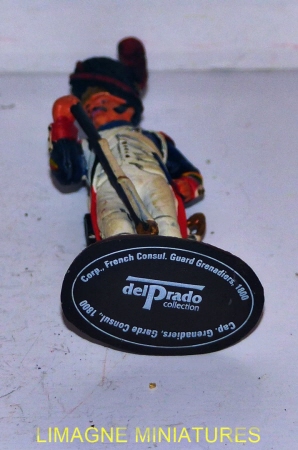 Corp., French Consul. Guard Grenadiers, 1800
delPrado
collection
Cap. Grenadiers, Garde Consul., 1800
LIMAGNE MINIATURES